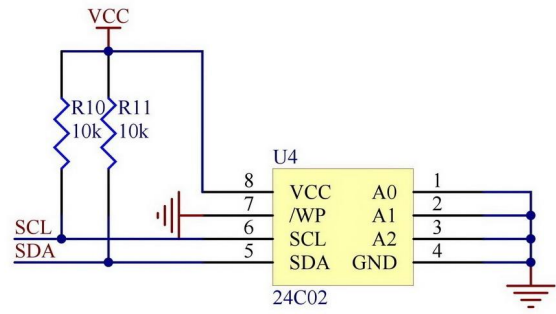 VCC
R10 R11
10k 10k
U4
8 VCC A0 1
7 /WP A1 2
SCL 6 SCL A2 3
SDA 5 SDA GND 4
24C02